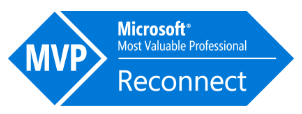 MVP
Microsoft®
Most Valuable Professional
Reconnect